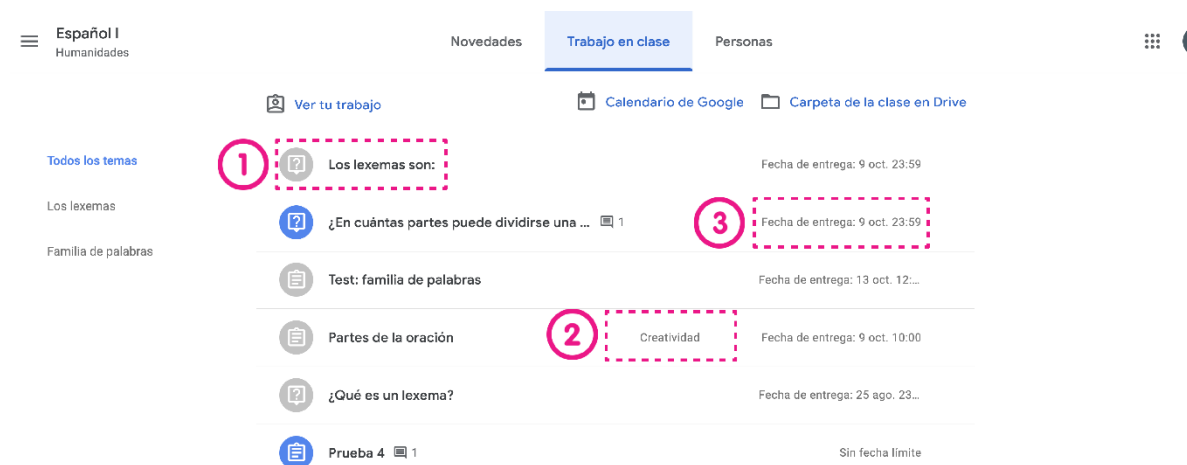 Español I
Humanidades
Novedades
Trabajo en clase
Personas
Ver tu trabajo
Calendario de Google
Carpeta de la clase en Drive
Todos los temas
Los lexemas
Familia de palabras
1
Los lexemas son:
Fecha de entrega: 9 oct. 23:59
¿En cuántas partes puede dividirse una ...
1
3
Fecha de entrega: 9 oct. 23:59
Test: familia de palabras
Fecha de entrega: 13 oct. 12:...
Partes de la oración
2
Creatividad
Fecha de entrega: 9 oct. 10:00
¿Qué es un lexema?
Fecha de entrega: 25 ago. 23...
Prueba 4
1
Sin fecha límite